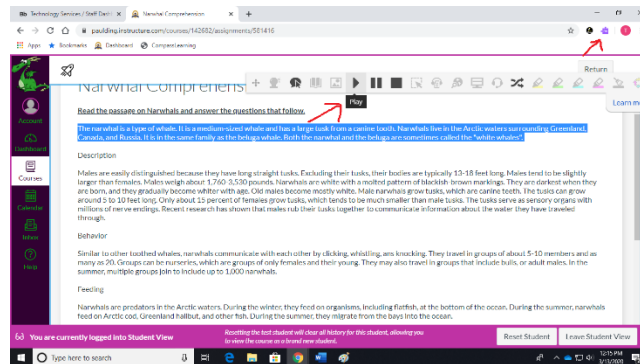 Technology Services / Staff Dash
Narwhal Comprehension
paulding.instructure.com/courses/142682/assignments/581416
Apps
Bookmarks
Dashboard
CompassLearning
Return
Narwhal Comprehens
Play
Learn m
Read the passage on Narwhals and answer the questions that follow.
The narwhal is a type of whale. It is a medium-sized whale and has a large tusk from a canine tooth. Narwhals live in the Arctic waters surrounding Greenland,
Canada, and Russia. It is in the same family as the beluga whale. Both the narwhal and the beluga are sometimes called the "white whales".
Description
Males are easily distinguished because they have long straight tusks. Excluding their tusks, their bodies are typically 13-18 feet long. Males tend to be slightly
larger than females. Males weigh about 1,760-3,530 pounds. Narwhals are white with a molted pattern of blackish brown markings. They are darkest when they
are born, and they gradually become whiter with age. Old males become mostly white. Male narwhals grow tusks, which are canine teeth. The tusks can grow
around 5 to 10 feet long. Only about 15 percent of females grow tusks, which tends to be much smaller than male tusks. The tusks serve as sensory organs with
millions of nerve endings. Recent research has shown that males rub their tusks together to communicate information about the water they have traveled
through.
Behavior
Similar to other toothed whales, narwhals communicate with each other by clicking, whistling, ans knocking. They travel in groups of about 5-10 members and as
many as 20. Groups can be nurseries, which are groups of only females and their young. They may also travel in groups that include bulls, or adult males. In the
summer, multiple groups join to include up to 1,000 narwhals.
Feeding
Narwhals are predators in the Arctic waters. During the winter, they feed on organisms, including flatfish, at the bottom of the ocean. During the summer, narwhals
feed on Arctic cod, Greenland halibut, and other fish. During the summer, they migrate from the bays into the ocean.
Account
Dashboard
Courses
Calendar
Inbox
Help
You are currently logged into Student View
Resetting the test student will clear all history for this student, allowing you
to view the course as a brand new student.
Reset Student
Leave Student View
Type here to search
12:15 PM
3/13/2020